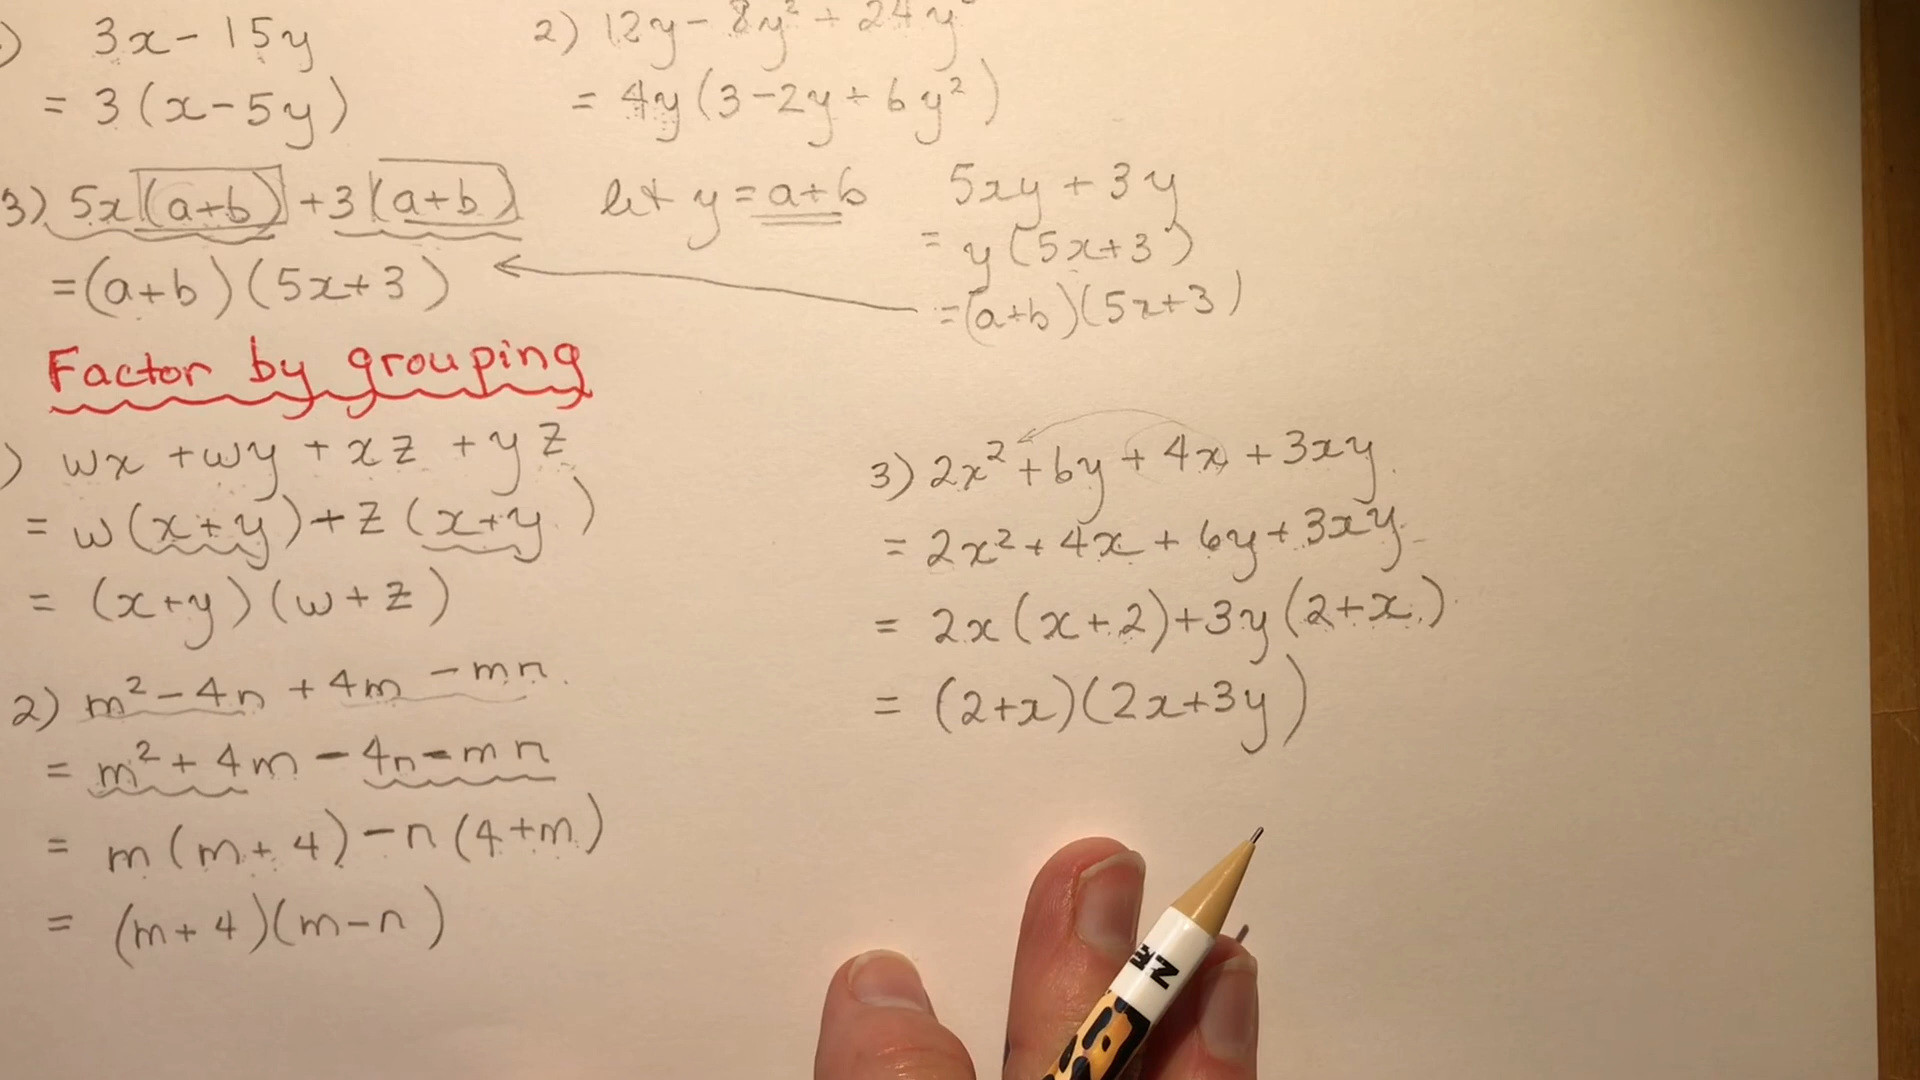 ) 3x - 15y
= 3(x - 5y)
2) 12y - 8y² + 24y
= 4y(3 - 2y + 6y²)
3) 5x(a+b) + 3(a+b)
= (a+b)(5x+3)
let y = a+b
5xy + 3y
= y(5x+3)
= (a+b)(5x+3)
Factor by grouping
) wx + wy + xz + yz
= w(x+y) + z(x+y)
= (x+y)(w+z)
2) m² - 4n + 4m - mn
= m² + 4m - 4n - mn
= m(m+4) - n(4+m)
= (m+4)(m-n)
3) 2x² + 6y + 4x + 3xy
= 2x² + 4x + 6y + 3xy
= 2x(x+2) + 3y(2+x)
= (2+x)(2x+3y)
ZE